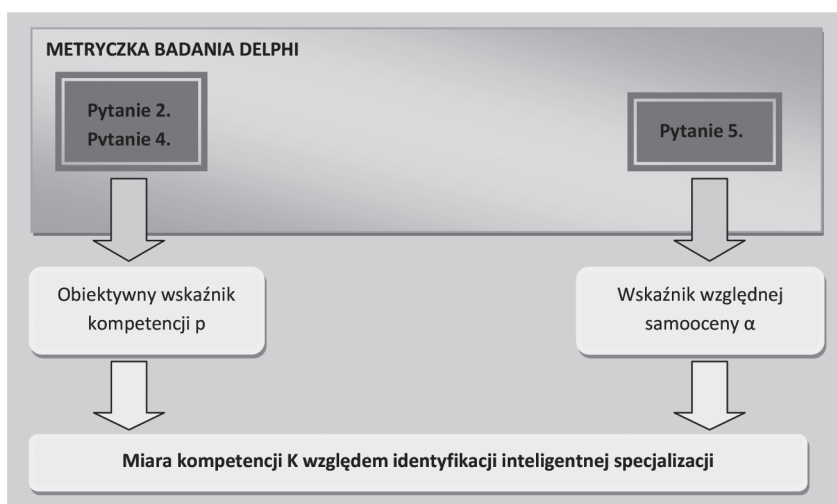 METRYCZKA BADANIA DELPHI
Pytanie 2.
Pytanie 4.
Pytanie 5.
Obiektywny wskaźnik
kompetencji p
Wskaźnik względnej
samooceny α
Miara kompetencji K względem identyfikacji inteligentnej specjalizacji